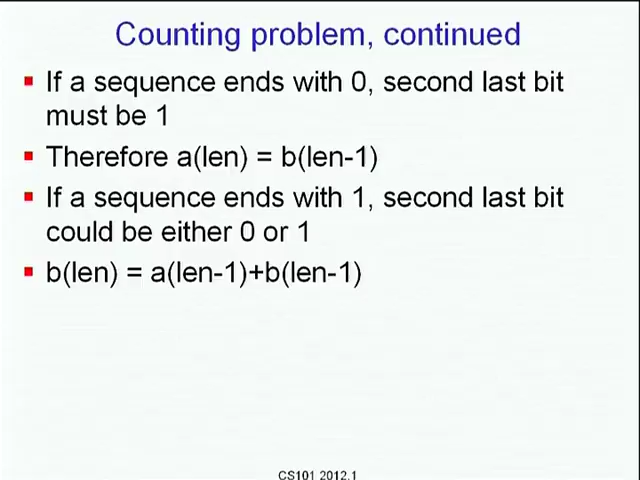 Counting problem, continued
If a sequence ends with 0, second last bit
must be 1
Therefore a(len) = b(len-1)
If a sequence ends with 1, second last bit
could be either 0 or 1
b(len) = a(len-1)+b(len-1)
CS101 2012.1